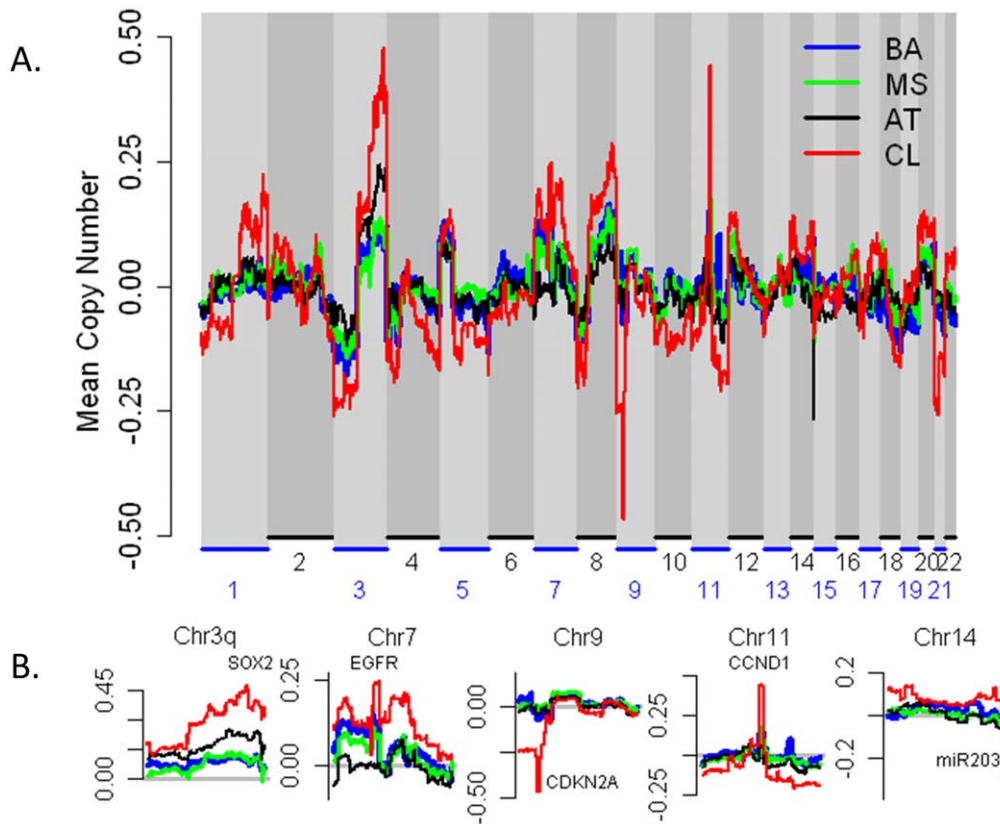 A.
Mean Copy Number
0.50
0.25
0.00
-0.25
-0.50
BA
MS
AT
CL
2 4 6 8 10 12 14 16 18 20 22
1 3 5 7 9 11 13 15 17 19 21
B.
Chr3q
SOX2
0.45
0.00
Chr7
EGFR
0.25
0.00
Chr9
0.00
-0.50
CDKN2A
Chr11
CCND1
0.25
-0.25
Chr14
0.2
-0.2
miR203